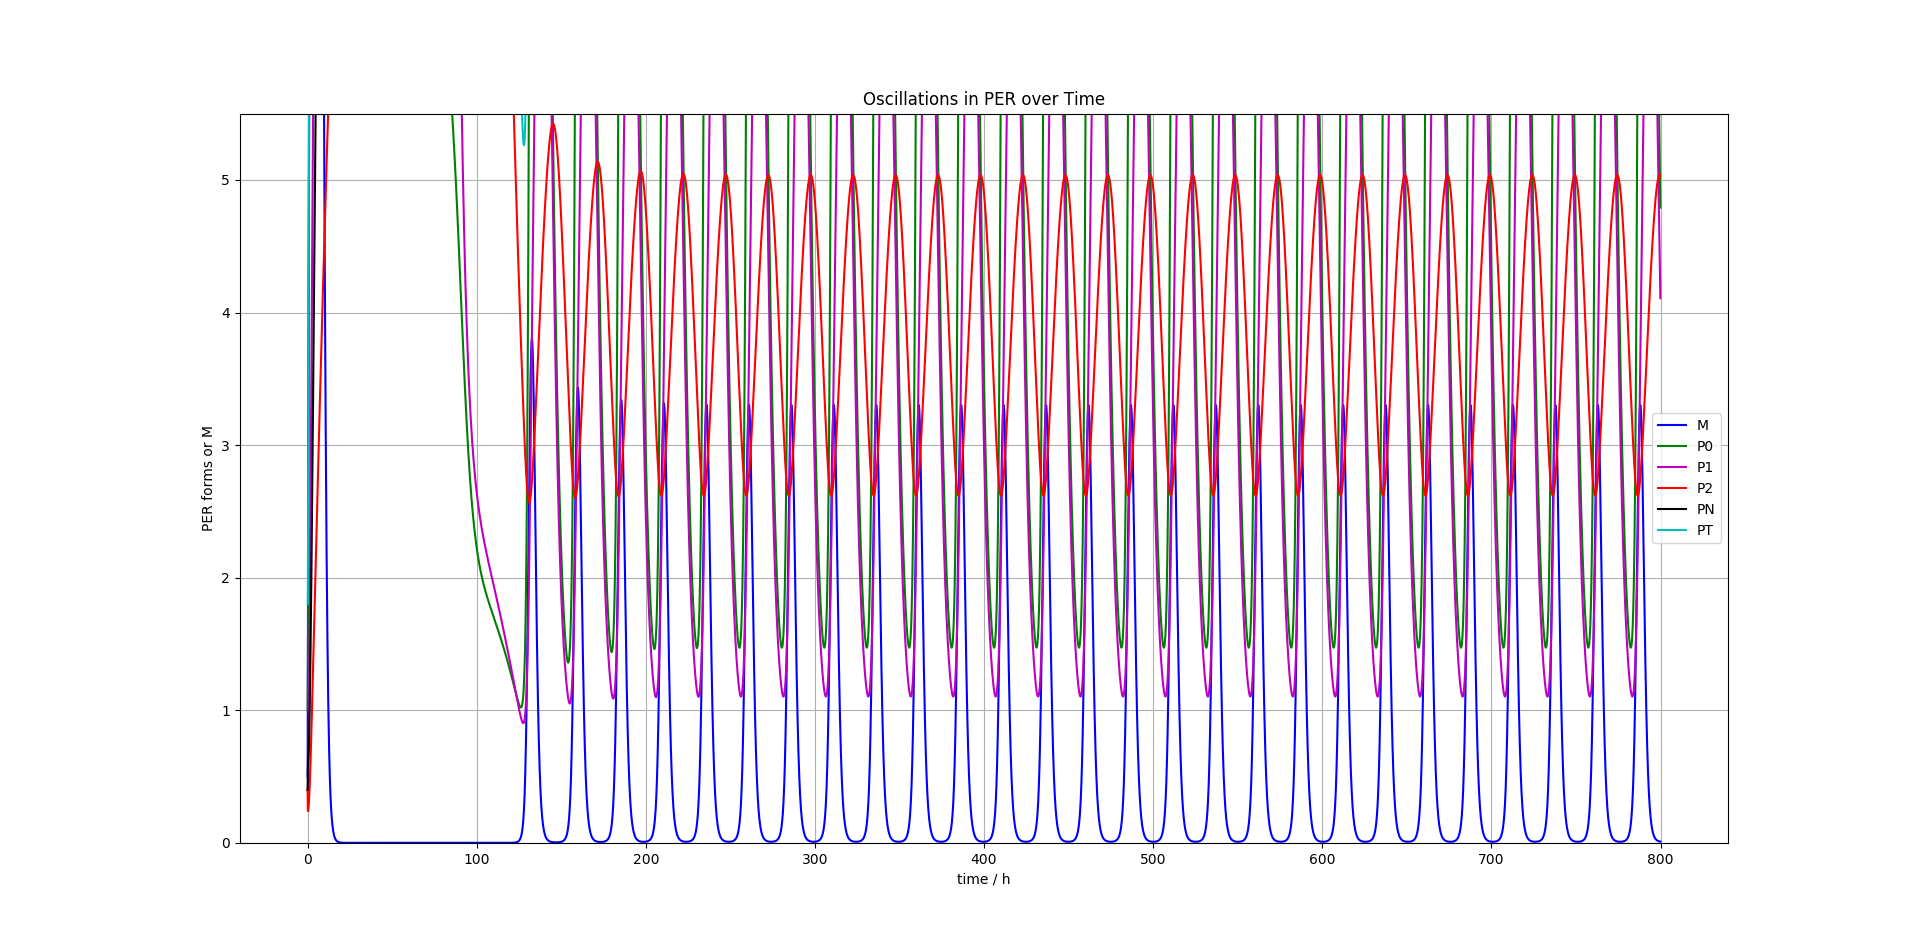 Oscillations in PER over Time
PER forms or M
5
4
3
2
1
0
0 100 200 300 400 500 600 700 800
time / h
M
P0
P1
P2
PN
PT